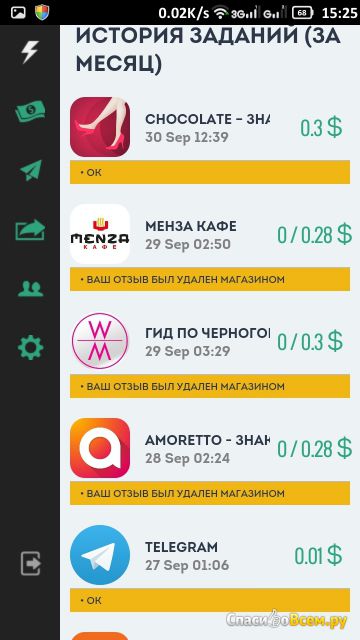 0.02K/s 3G G 68 15:25
ИСТОРИЯ ЗАДАНИЙ (ЗА
МЕСЯЦ)
CHOCOLATE – ЗНА
30 Sep 12:39
0.3 $
• ОК
MENZA
КАФЕ
МЕНЗА КАФЕ
29 Sep 02:50
0 / 0.28 $
• ВАШ ОТЗЫВ БЫЛ УДАЛЕН МАГАЗИНОМ
ГИД ПО ЧЕРНОГОР
29 Sep 03:29
0 / 0.3 $
• ВАШ ОТЗЫВ БЫЛ УДАЛЕН МАГАЗИНОМ
AMORETTO – ЗНАК
28 Sep 02:24
0 / 0.28 $
• ВАШ ОТЗЫВ БЫЛ УДАЛЕН МАГАЗИНОМ
TELEGRAM
27 Sep 01:06
0.01 $
• ОК
СпасибоВсем.ру